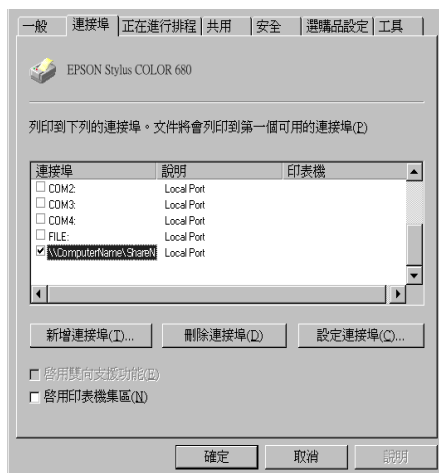 一般 連接埠 正在進行排程 共用 安全 選購品設定 工具
EPSON Stylus COLOR 680
列印到下列的連接埠。文件將會列印到第一個可用的連接埠(P)
連接埠 說明 印表機
COM2: Local Port
COM3: Local Port
COM4: Local Port
FILE: Local Port
\\ComputerName\ShareN Local Port
新增連接埠(T)... 刪除連接埠(D) 設定連接埠(C)...
啓用雙向支援功能(E)
啓用印表機集區(N)
確定 取消 說明